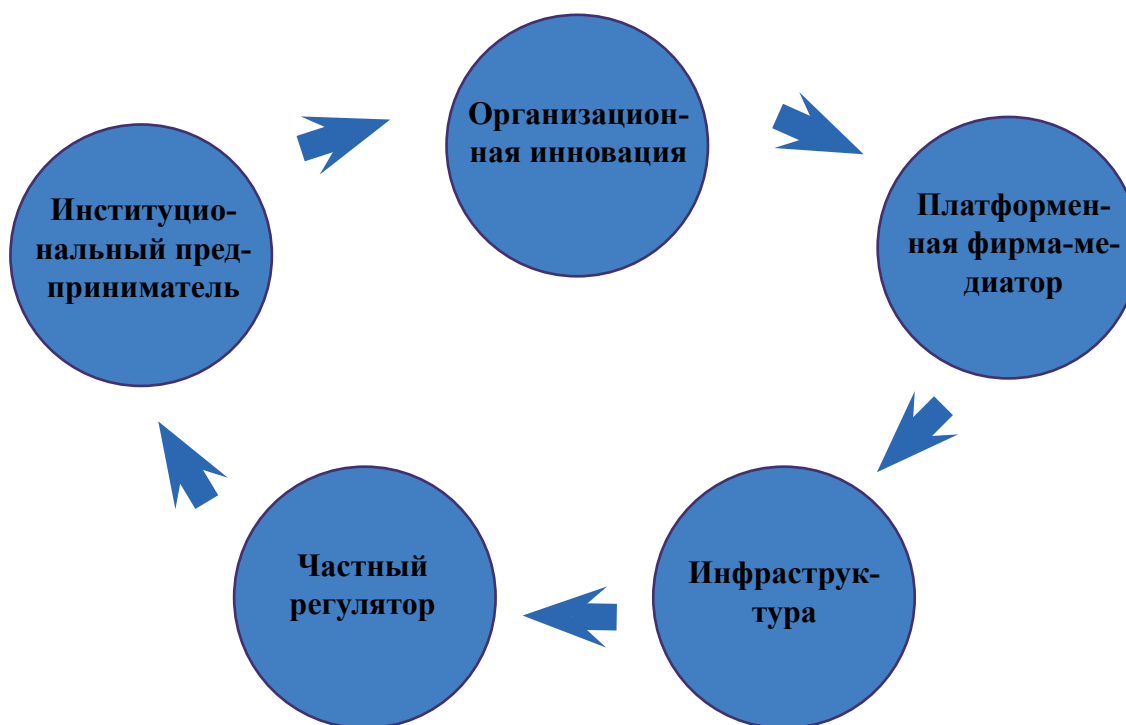 Организацион-
ная инновация
Платформен-
ная фирма-ме-
диатор
Инфраструк-
тура
Частный
регулятор
Институцио-
нальный пред-
приниматель